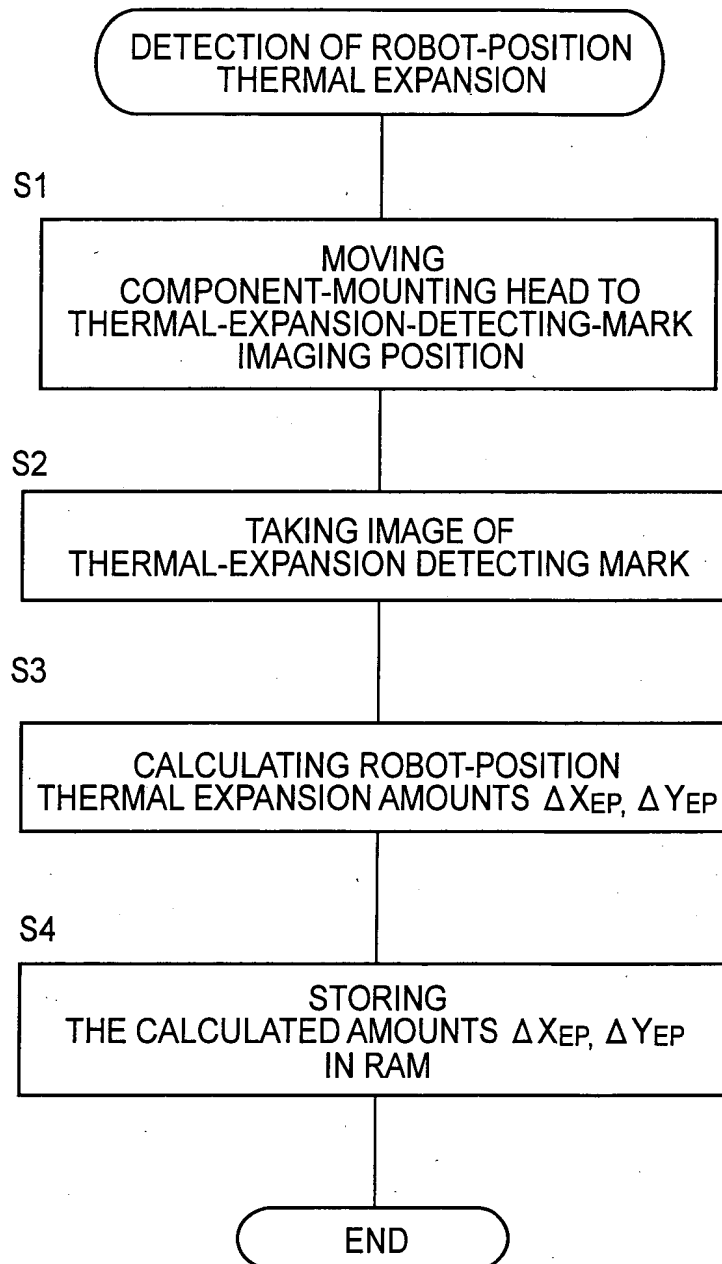 DETECTION OF ROBOT-POSITION
THERMAL EXPANSION
S1
MOVING
COMPONENT-MOUNTING HEAD TO
THERMAL-EXPANSION-DETECTING-MARK
IMAGING POSITION
S2
TAKING IMAGE OF
THERMAL-EXPANSION DETECTING MARK
S3
CALCULATING ROBOT-POSITION
THERMAL EXPANSION AMOUNTS ΔXEP, ΔYEP
S4
STORING
THE CALCULATED AMOUNTS ΔXEP, ΔYEP
IN RAM
END